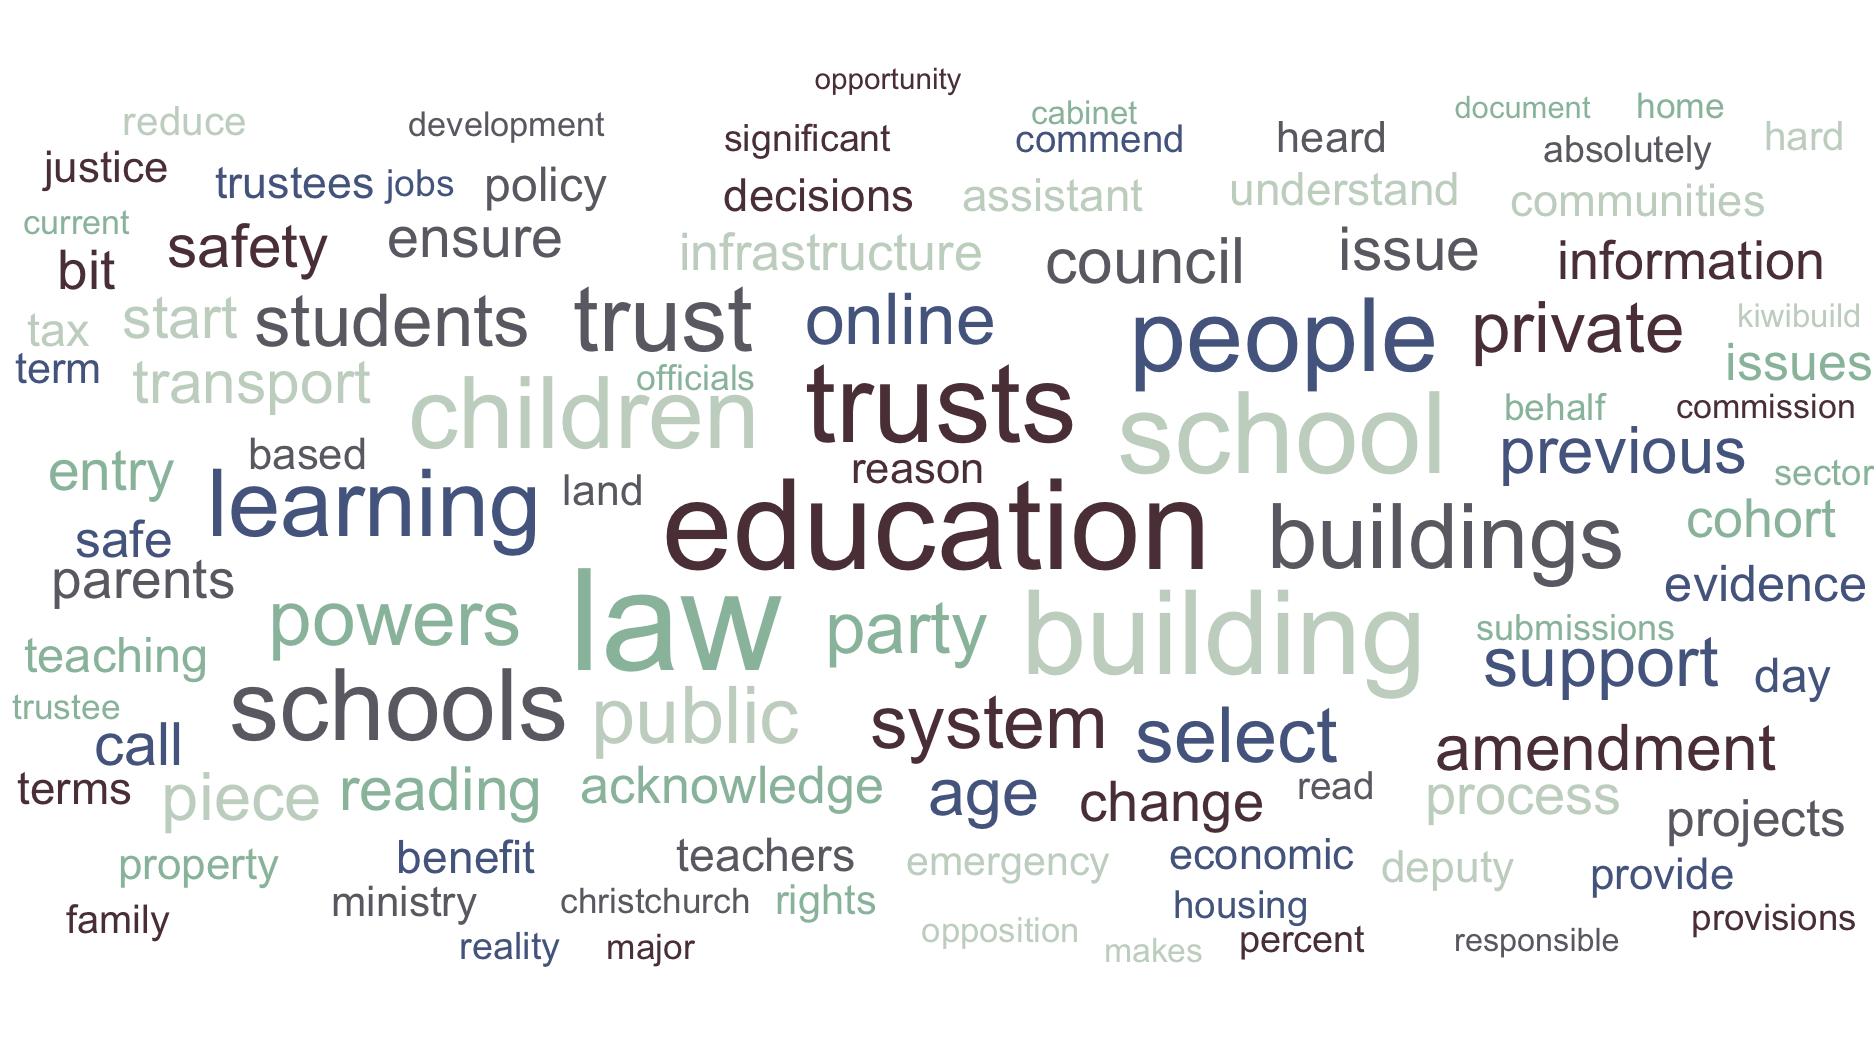 opportunity
reduce development significant cabinet commend heard document home absolutely hard
justice trustees jobs policy decisions assistant understand communities
current bit safety ensure infrastructure council issue information
tax start students trust online people private kiwibuild
term transport children officials trusts school behalf commission issues
entry based learning land reason previous sector
safe education buildings cohort
parents powers law party building evidence
teaching submissions support day
trustee call schools public system select amendment
terms piece reading acknowledge age change read process projects
property benefit teachers emergency economic deputy provide
family ministry christchurch rights opposition housing provisions
reality major makes percent responsible